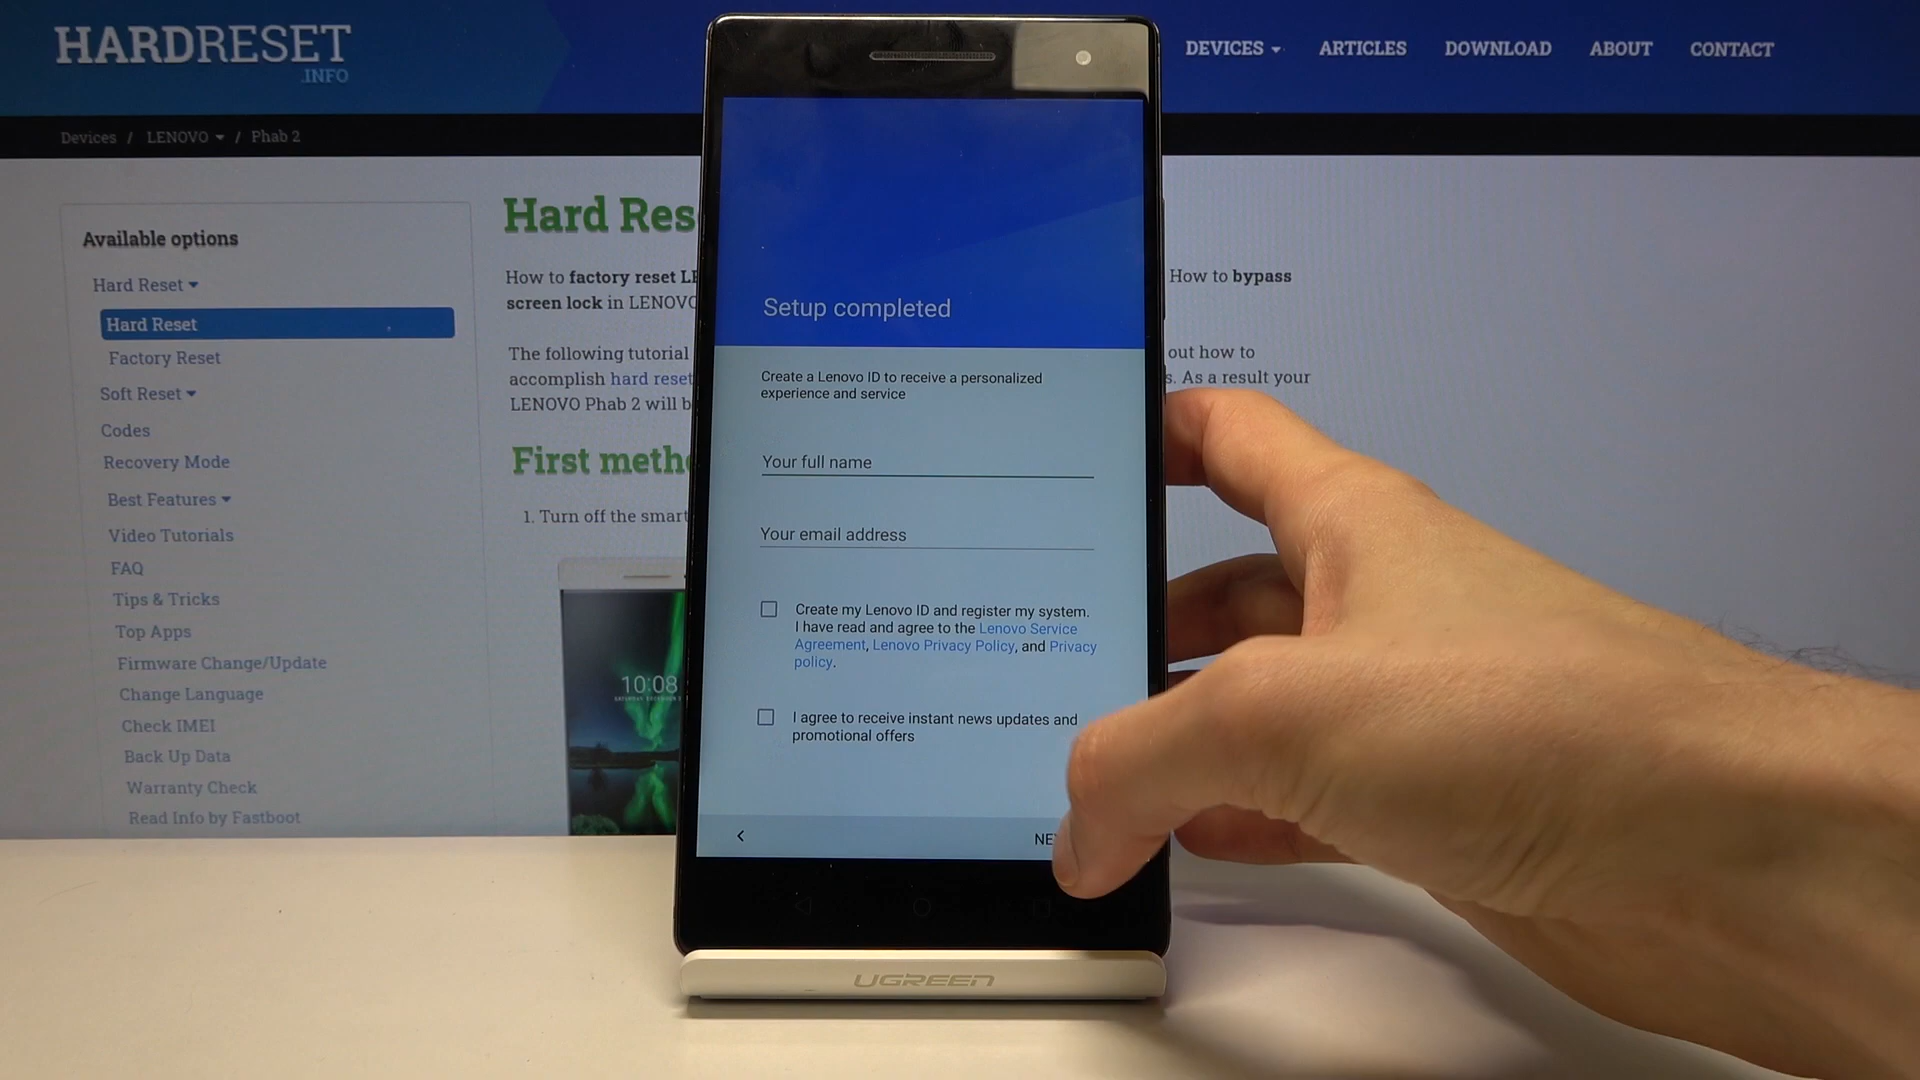 HARDRESET
.INFO
DEVICES
ARTICLES
DOWNLOAD
ABOUT
CONTACT
Devices / LENOVO / Phab 2
Available options
Hard Reset
Hard Reset
Factory Reset
Soft Reset
Codes
Recovery Mode
Best Features
Video Tutorials
FAQ
Tips & Tricks
Top Apps
Firmware Change/Update
Change Language
Check IMEI
Back Up Data
Warranty Check
Read Info by Fastboot
Hard Res
How to factory reset LE
How to bypass
screen lock in LENOVO
The following tutorial
out how to
accomplish hard reset
s. As a result your
LENOVO Phab 2 will b
First meth
1. Turn off the smart
10:08
Setup completed
Create a Lenovo ID to receive a personalized
experience and service
Your full name
Your email address
Create my Lenovo ID and register my system.
I have read and agree to the Lenovo Service
Agreement, Lenovo Privacy Policy, and Privacy
policy.
I agree to receive instant news updates and
promotional offers
NE
UGREEN